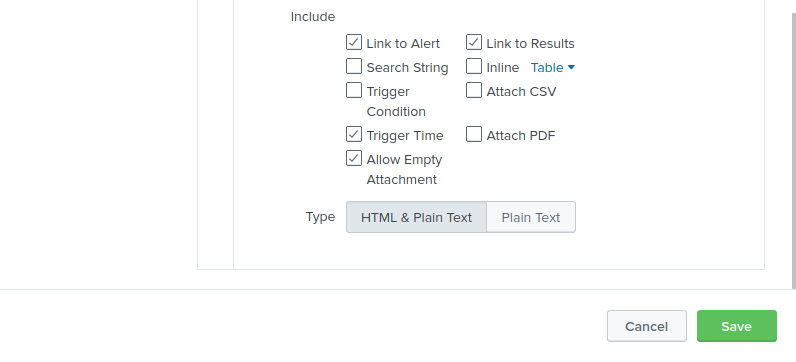 Include
Link to Alert Link to Results
Search String Inline Table
Trigger Attach CSV
Condition
Trigger Time Attach PDF
Allow Empty
Attachment
Type HTML & Plain Text Plain Text
Cancel Save